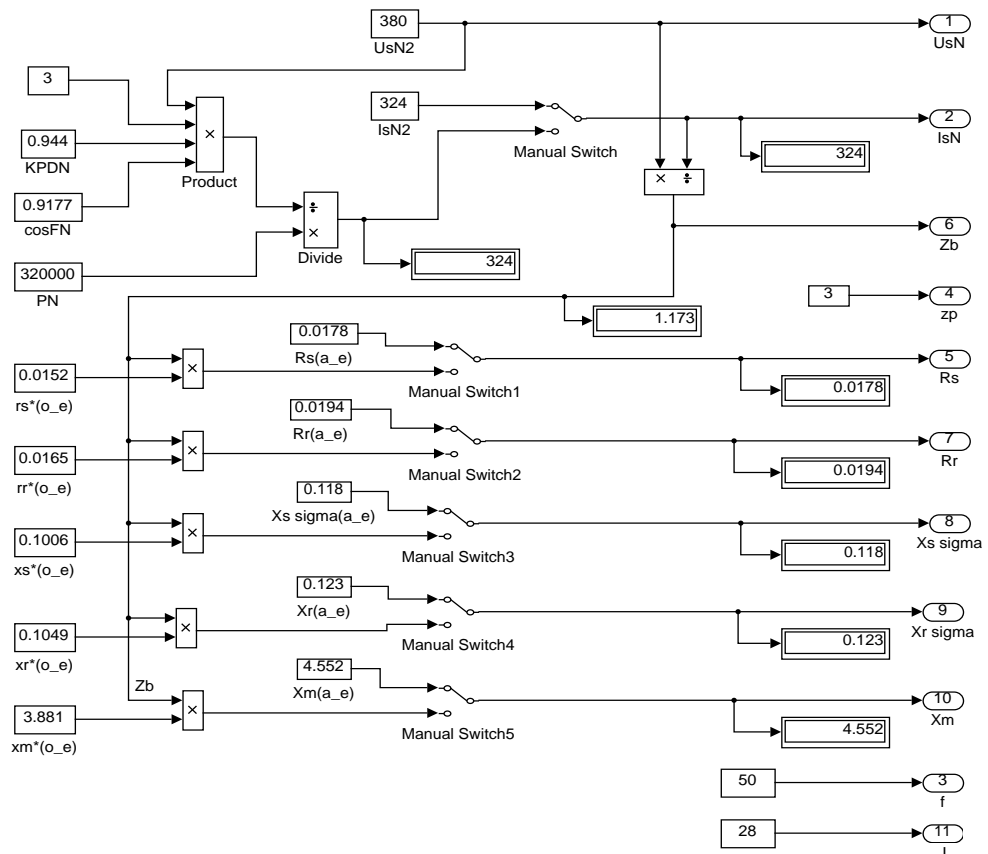 380
UsN2
1
UsN
3
324
IsN2
2
IsN
0.944
KPDN
×
Product
Manual Switch
324
0.9177
cosFN
× ÷
÷
×
Divide
6
Zb
320000
PN
324
3
4
zp
1.173
0.0178
Rs(a_e)
5
Rs
0.0152
rs*(o_e)
×
Manual Switch1
0.0178
0.0194
Rr(a_e)
7
Rr
0.0165
rr*(o_e)
×
Manual Switch2
0.0194
0.118
Xs sigma(a_e)
8
Xs sigma
0.1006
xs*(o_e)
×
Manual Switch3
0.118
0.123
Xr(a_e)
9
Xr sigma
0.1049
xr*(o_e)
×
Manual Switch4
0.123
Zb
4.552
Xm(a_e)
10
Xm
3.881
xm*(o_e)
×
Manual Switch5
4.552
50
3
f
28
11